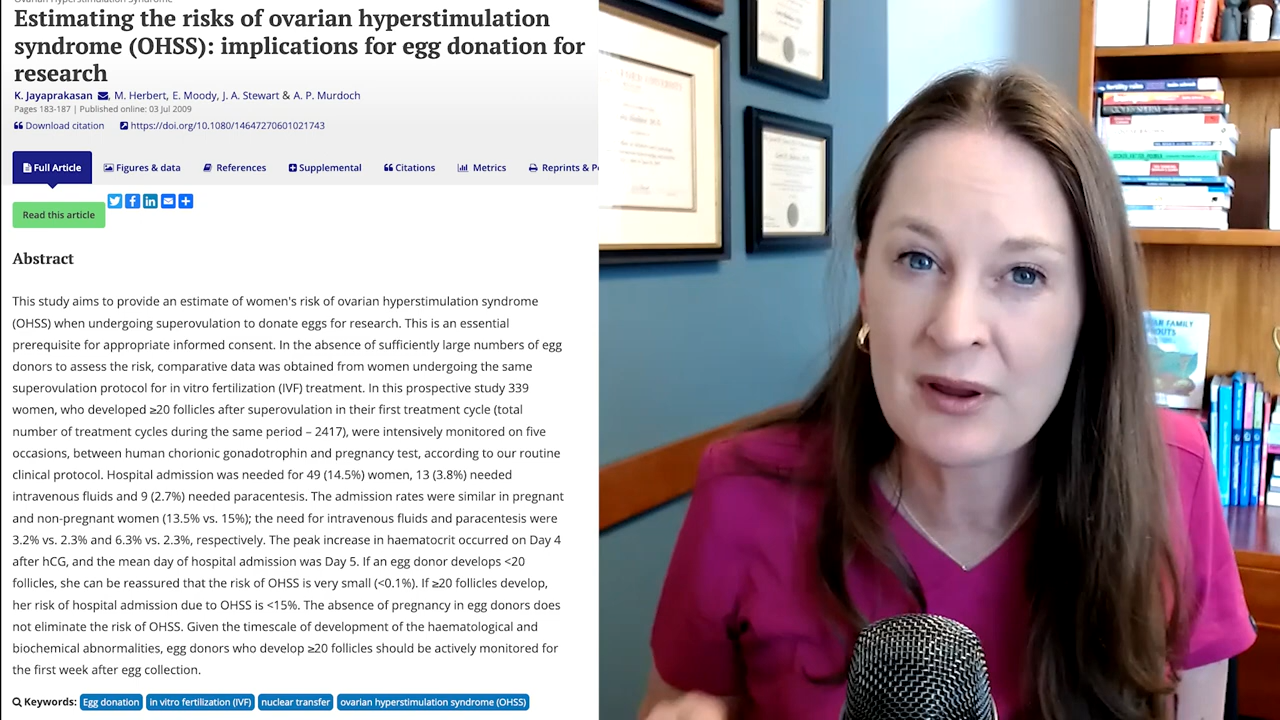 Ovarian Hyperstimulation Syndrome
Estimating the risks of ovarian hyperstimulation
syndrome (OHSS): implications for egg donation for
research
K. Jayaprakasan, M. Herbert, E. Moody, J. A. Stewart & A. P. Murdoch
Pages 183-187 | Published online: 03 Jul 2009
Download citation https://doi.org/10.1080/14647270601021743
Full Article Figures & data References Supplemental Citations Metrics Reprints & P
Read this article
Abstract
This study aims to provide an estimate of women's risk of ovarian hyperstimulation syndrome
(OHSS) when undergoing superovulation to donate eggs for research. This is an essential
prerequisite for appropriate informed consent. In the absence of sufficiently large numbers of egg
donors to assess the risk, comparative data was obtained from women undergoing the same
superovulation protocol for in vitro fertilization (IVF) treatment. In this prospective study 339
women, who developed ≥20 follicles after superovulation in their first treatment cycle (total
number of treatment cycles during the same period – 2417), were intensively monitored on five
occasions, between human chorionic gonadotrophin and pregnancy test, according to our routine
clinical protocol. Hospital admission was needed for 49 (14.5%) women, 13 (3.8%) needed
intravenous fluids and 9 (2.7%) needed paracentesis. The admission rates were similar in pregnant
and non-pregnant women (13.5% vs. 15%); the need for intravenous fluids and paracentesis were
3.2% vs. 2.3% and 6.3% vs. 2.3%, respectively. The peak increase in haematocrit occurred on Day 4
after hCG, and the mean day of hospital admission was Day 5. If an egg donor develops <20
follicles, she can be reassured that the risk of OHSS is very small (<0.1%). If ≥20 follicles develop,
her risk of hospital admission due to OHSS is <15%. The absence of pregnancy in egg donors does
not eliminate the risk of OHSS. Given the timescale of development of the haematological and
biochemical abnormalities, egg donors who develop ≥20 follicles should be actively monitored for
the first week after egg collection.
Keywords: Egg donation in vitro fertilization (IVF) nuclear transfer ovarian hyperstimulation syndrome (OHSS)